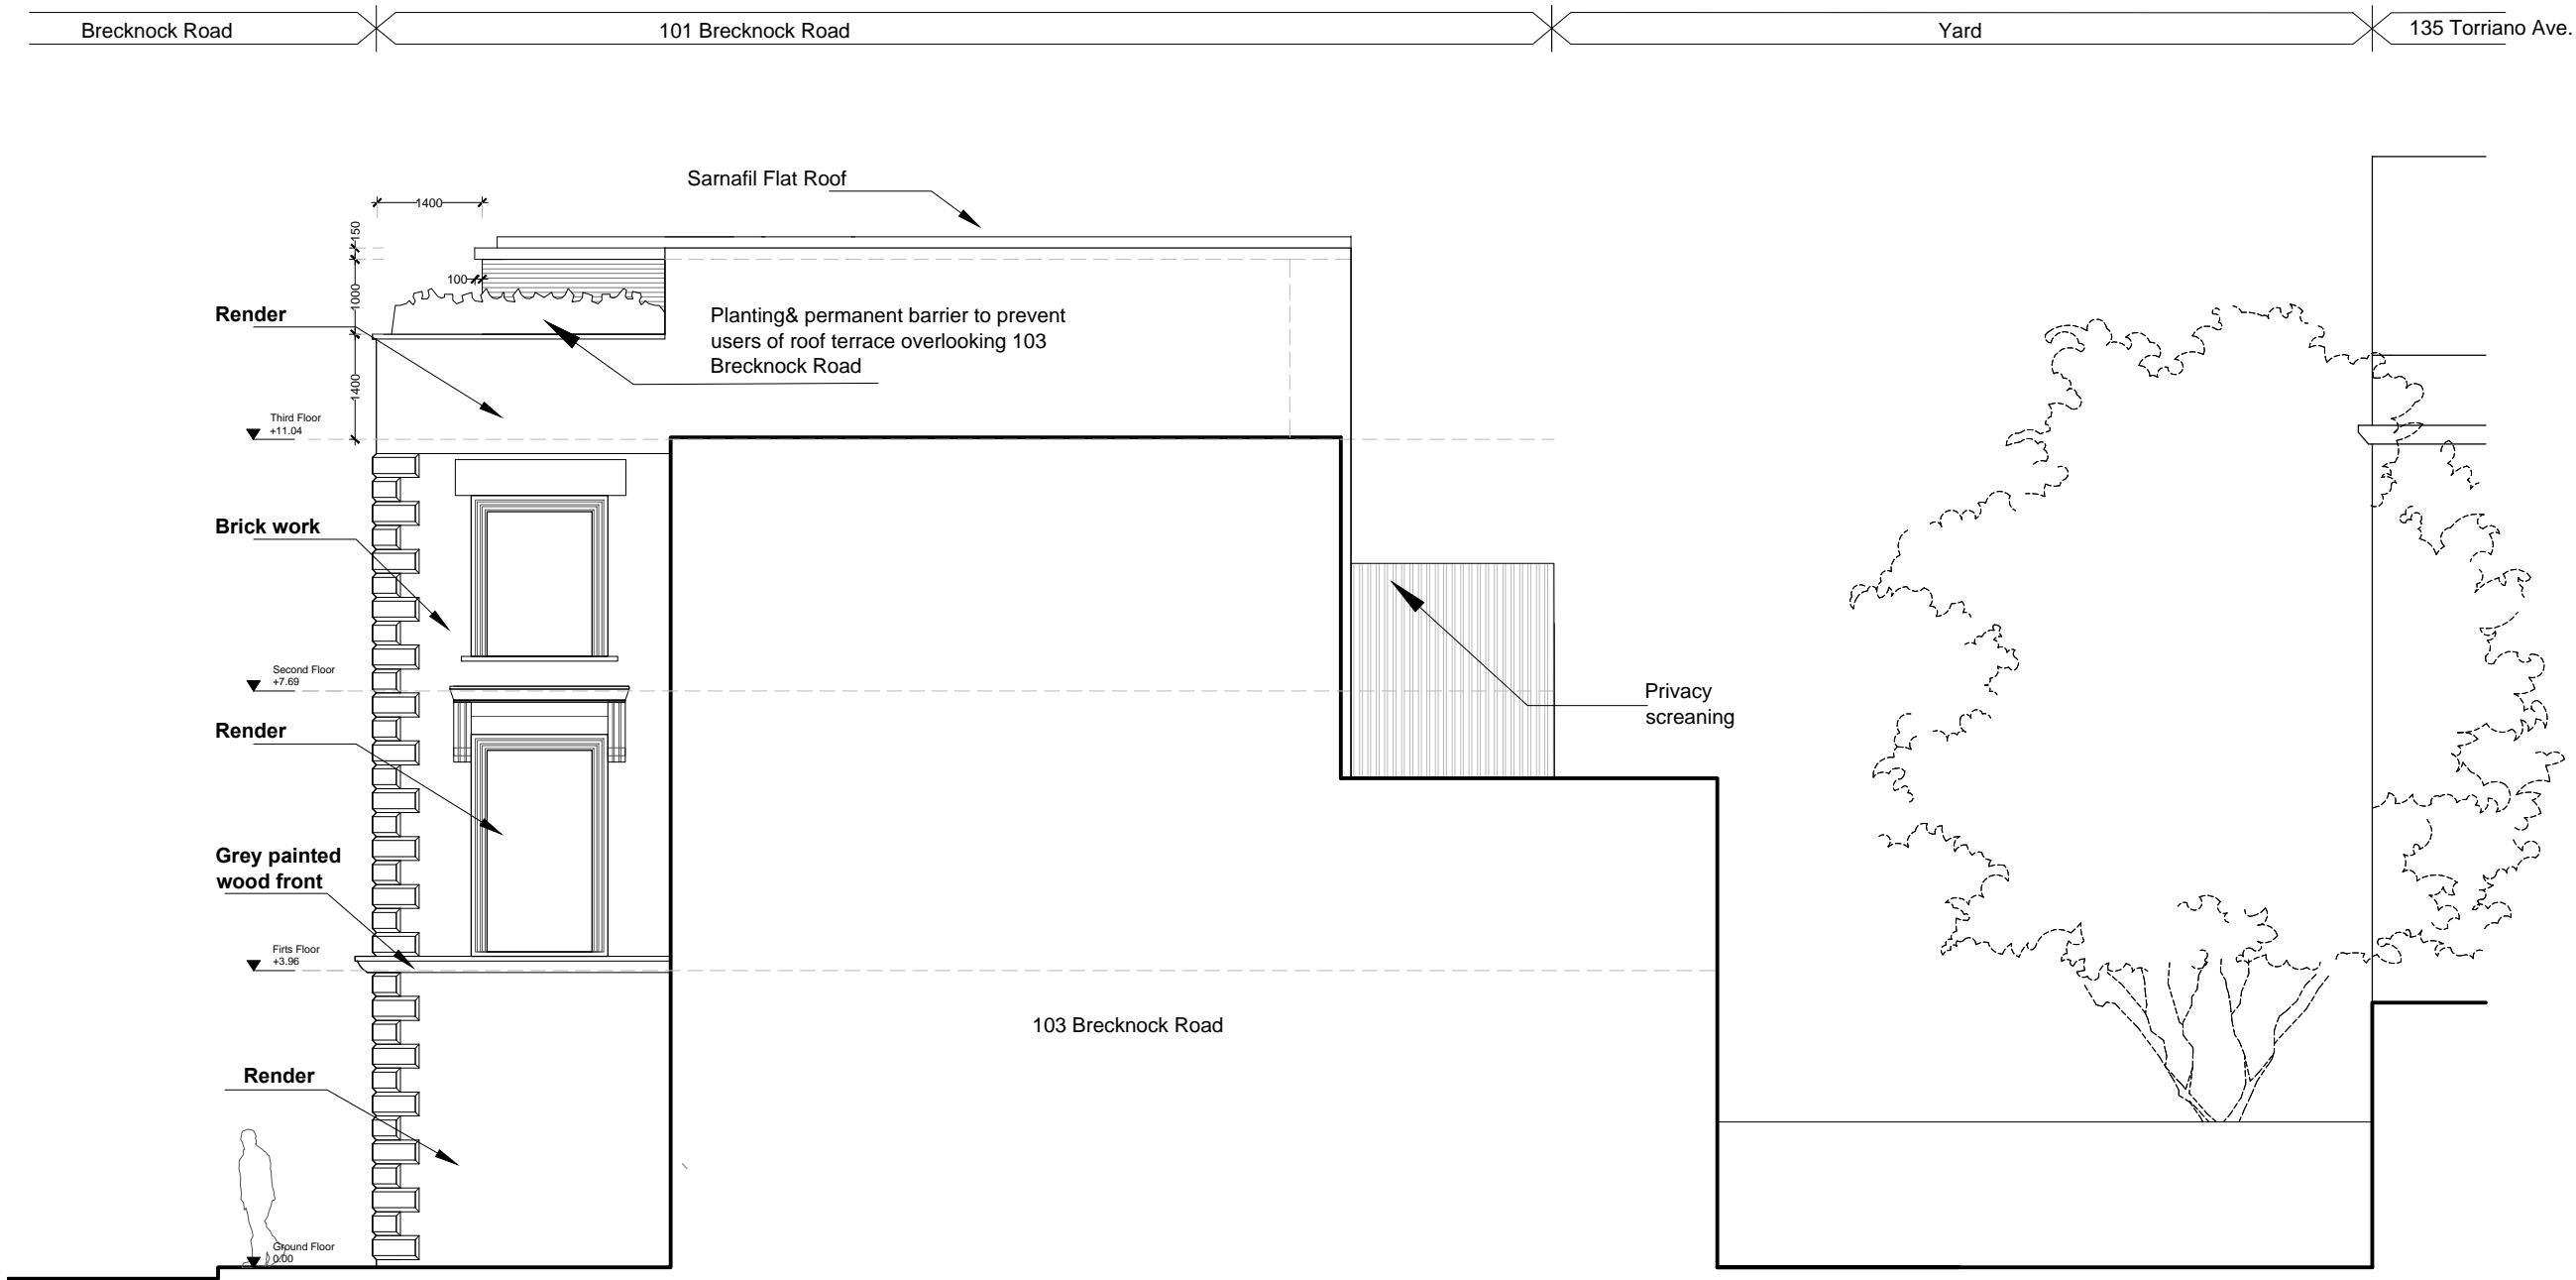 Brecknock Road
101 Brecknock Road
Yard
135 Torriano Ave.
Sarnafil Flat Roof
1400
150
100
1000
Render
Planting& permanent barrier to prevent
users of roof terrace overlooking 103
Brecknock Road
1400
Third Floor
+11.04
Brick work
Second Floor
+7.69
Privacy
screaning
Render
Grey painted
wood front
Firts Floor
+3.96
103 Brecknock Road
Render
Ground Floor
0.00